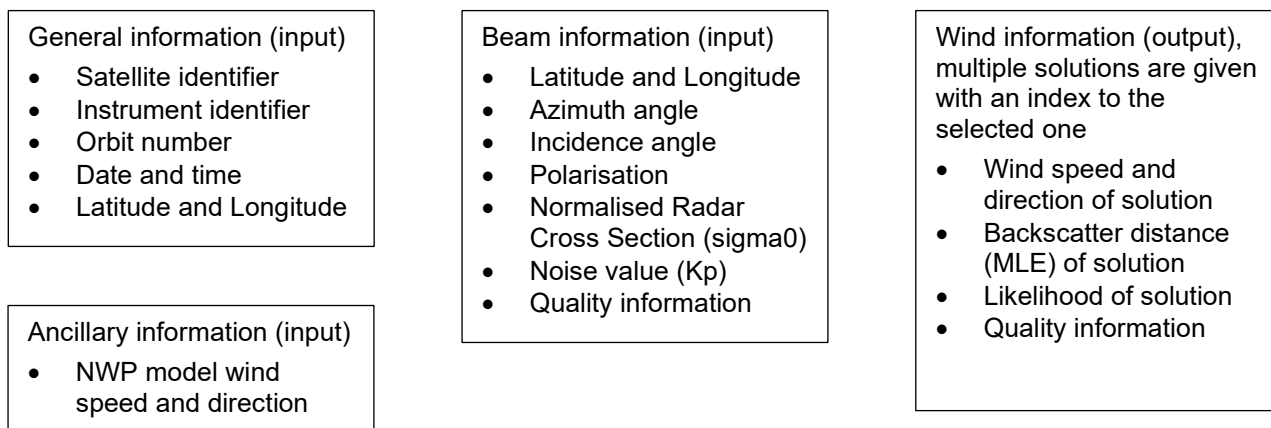 General information (input)
• Satellite identifier
• Instrument identifier
• Orbit number
• Date and time
• Latitude and Longitude
Ancillary information (input)
• NWP model wind
speed and direction
Beam information (input)
• Latitude and Longitude
• Azimuth angle
• Incidence angle
• Polarisation
• Normalised Radar
Cross Section (sigma0)
• Noise value (Kp)
• Quality information
Wind information (output),
multiple solutions are given
with an index to the
selected one
• Wind speed and
direction of solution
• Backscatter distance
(MLE) of solution
• Likelihood of solution
• Quality information